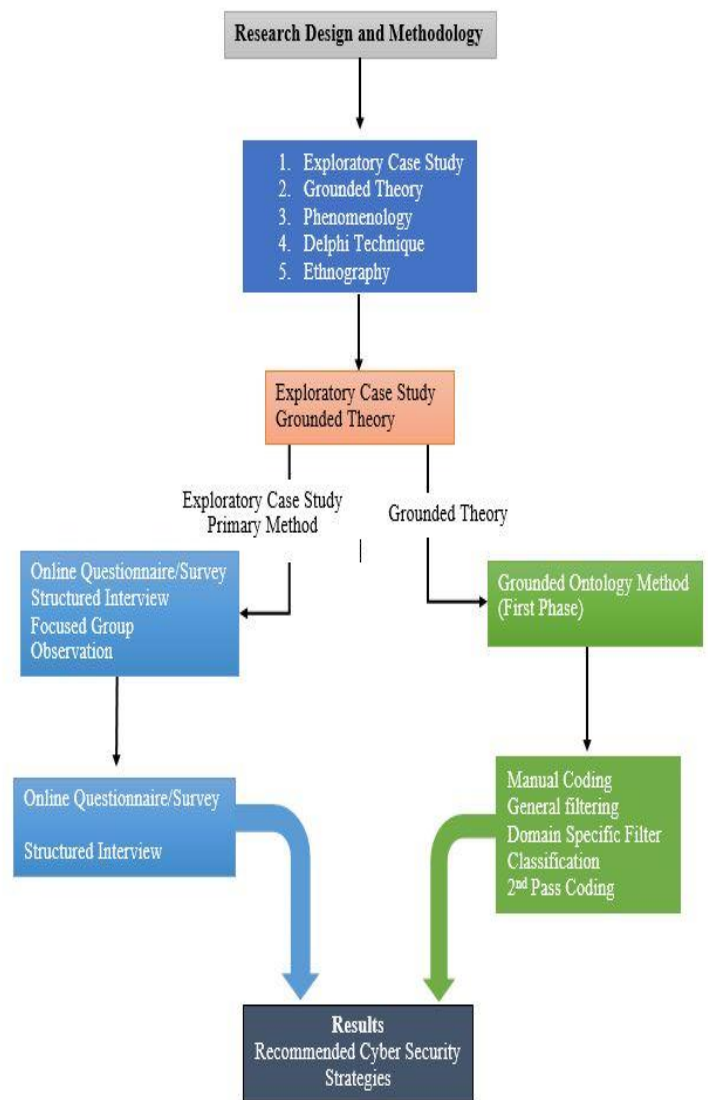 Research Design and Methodology
1. Exploratory Case Study
2. Grounded Theory
3. Phenomenology
4. Delphi Technique
5. Ethnography
Exploratory Case Study
Grounded Theory
Exploratory Case Study
Primary Method
Grounded Theory
Online Questionnaire/Survey
Structured Interview
Focused Group
Observation
Grounded Ontology Method
(First Phase)
Online Questionnaire/Survey
Structured Interview
Manual Coding
General filtering
Domain Specific Filter
Classification
2nd Pass Coding
Results
Recommended Cyber Security
Strategies